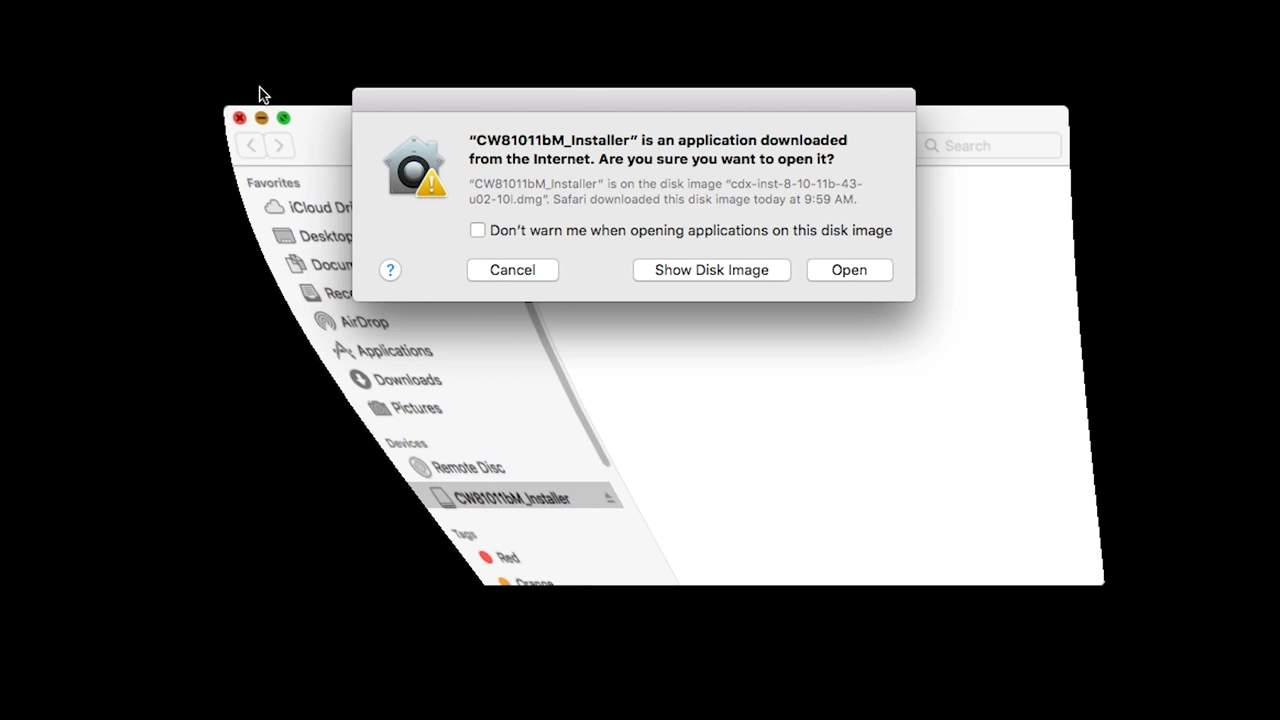 “CW81011bM_Installer” is an application downloaded
from the Internet. Are you sure you want to open it?
“CW81011bM_Installer” is on the disk image “cdx-inst-8-10-11b-43-
u02-10l.dmg”. Safari downloaded this disk image today at 9:59 AM.
Don’t warn me when opening applications on this disk image
?
Cancel
Show Disk Image
Open
Search
Favorites
iCloud Dri
Desktop
Docum
Rece
AirDrop
Applications
Downloads
Pictures
Devices
Remote Disc
CW81011bM_Installer
Tags
Red
Orange